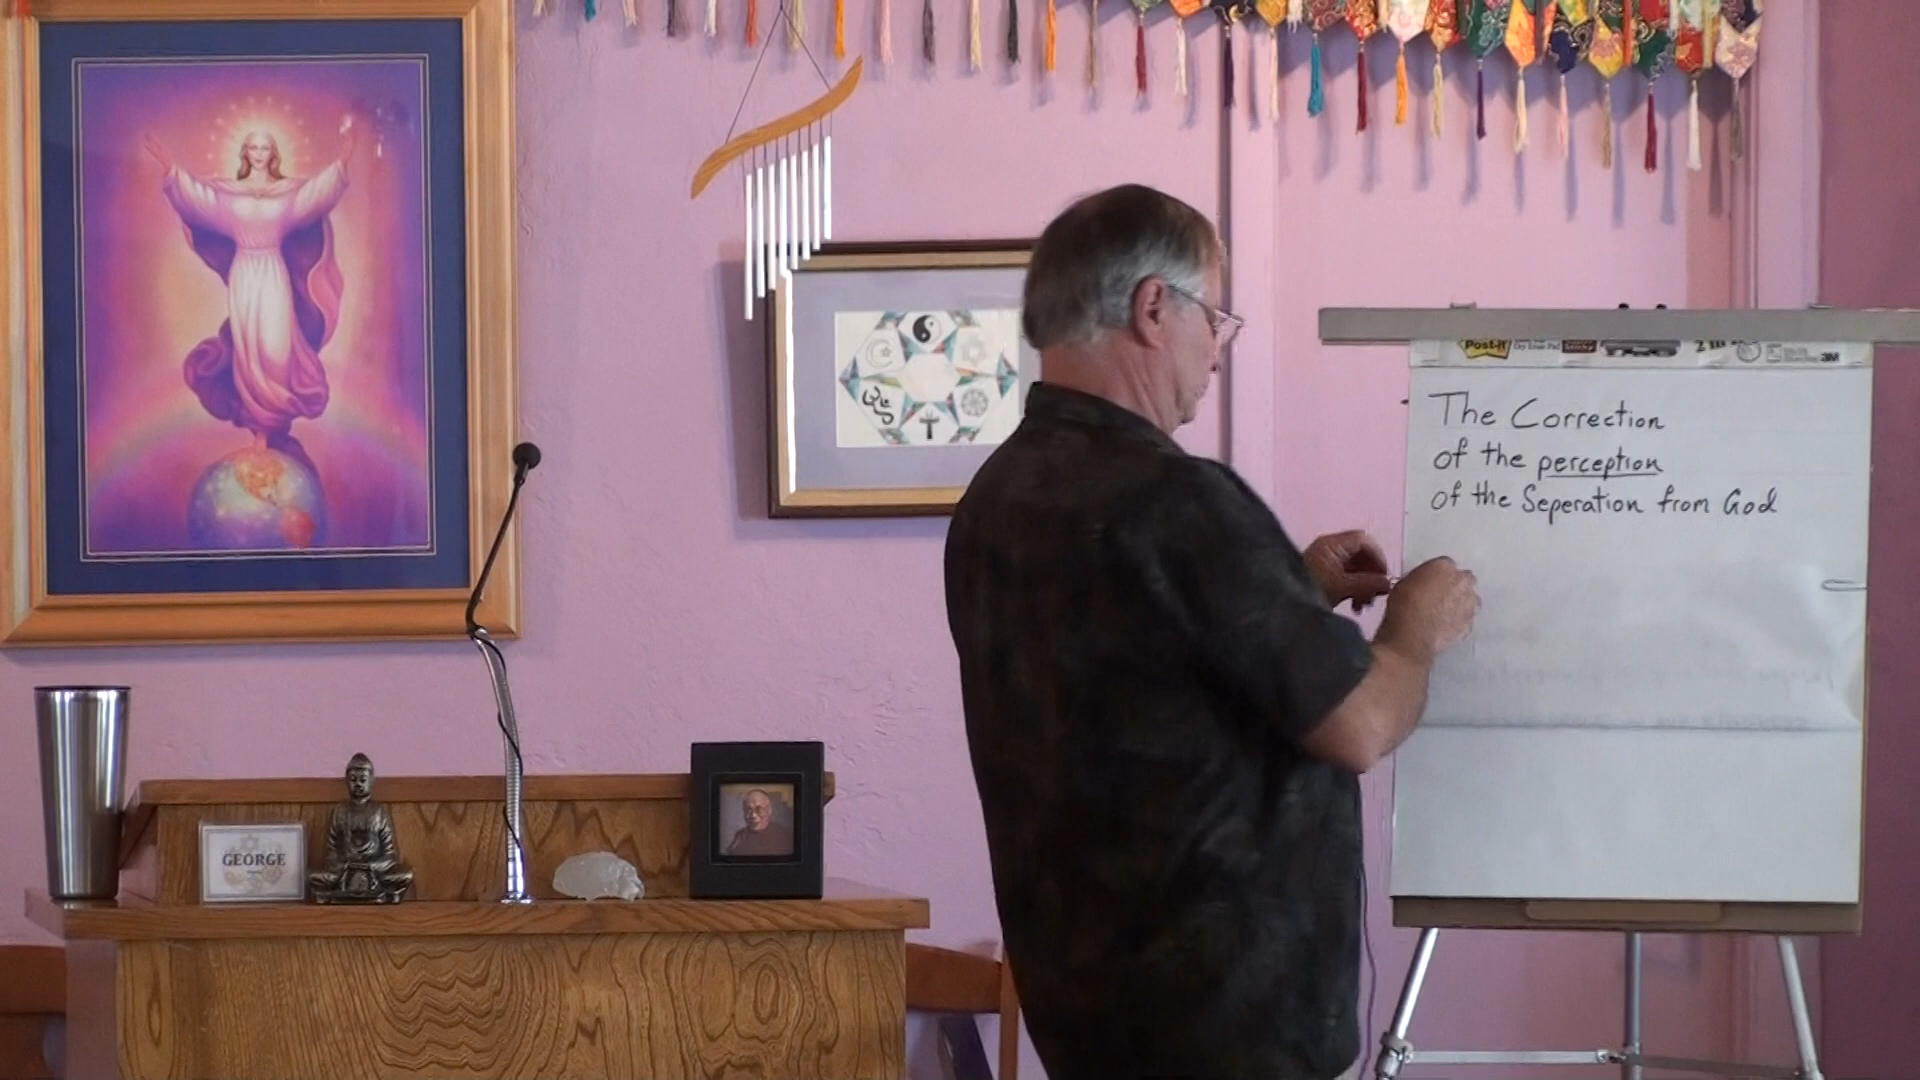 GEORGE
Post-it
3M
The Correction
of the perception
of the Seperation from God